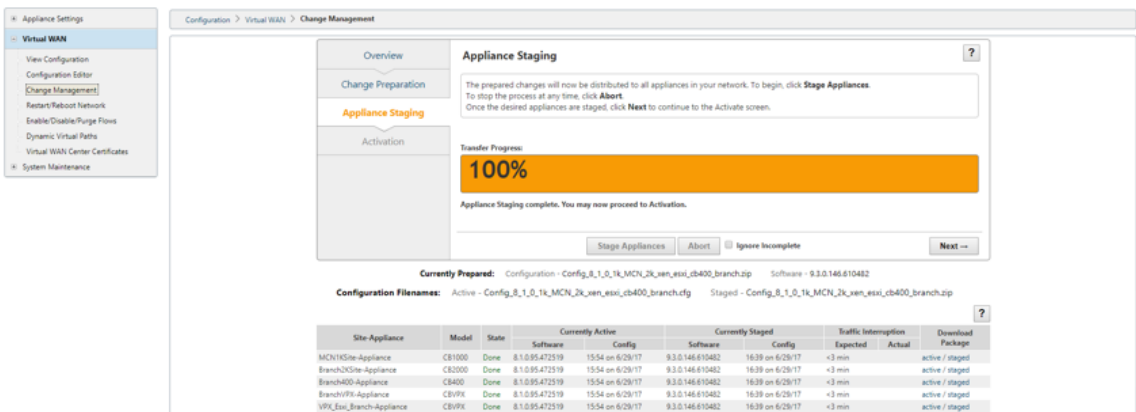 Appliance Settings
Virtual WAN
View Configuration
Configuration Editor
Change Management
Restart/Reboot Network
Enable/Disable/Purge Flows
Dynamic Virtual Paths
Virtual WAN Center Certificates
System Maintenance
Configuration > Virtual WAN > Change Management
Overview
Change Preparation
Appliance Staging
Activation
Appliance Staging
?
The prepared changes will now be distributed to all appliances in your network. To begin, click Stage Appliances.
To stop the process at any time, click Abort.
Once the desired appliances are staged, click Next to continue to the Activate screen.
Transfer Progress:
100%
Appliance Staging complete. You may now proceed to Activation.
Stage Appliances Abort Ignore Incomplete Next →
Currently Prepared: Configuration - Config_8_1_0_1k_MCN_2k_xen_esxi_cb400_branch.zip Software - 9.3.0.146.610482
Configuration Filenames: Active - Config_8_1_0_1k_MCN_2k_xen_esxi_cb400_branch.cfg Staged - Config_8_1_0_1k_MCN_2k_xen_esxi_cb400_branch.zip
?
Site-Appliance Model State Currently Active Currently Staged Traffic Interruption Download Package
Software Config Software Config Expected Actual
MCN1KSite-Appliance CB1000 Done 8.1.0.95.472519 15:54 on 6/29/17 9.3.0.146.610482 16:39 on 6/29/17 <3 min active / staged
Branch2KSite-Appliance CB2000 Done 8.1.0.95.472519 15:54 on 6/29/17 9.3.0.146.610482 16:39 on 6/29/17 <3 min active / staged
Branch400-Appliance CB400 Done 8.1.0.95.472519 15:54 on 6/29/17 9.3.0.146.610482 16:39 on 6/29/17 <3 min active / staged
BranchVPX-Appliance CBVPX Done 8.1.0.95.472519 15:54 on 6/29/17 9.3.0.146.610482 16:39 on 6/29/17 <3 min active / staged
VPX_Esxi_Branch-Appliance CBVPX Done 8.1.0.95.472519 15:54 on 6/29/17 9.3.0.146.610482 16:39 on 6/29/17 <3 min active / staged